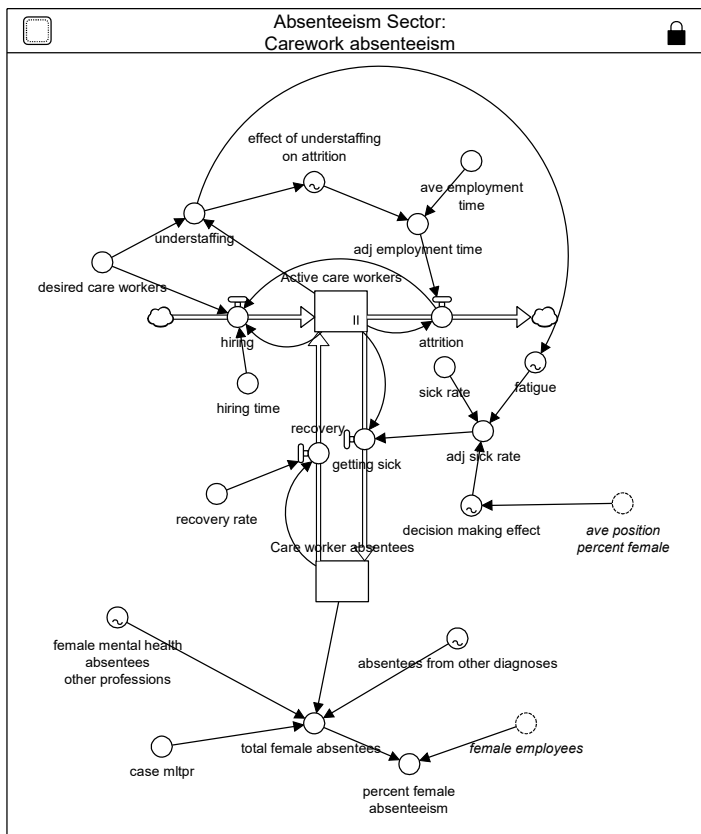 Absenteeism Sector:
Carework absenteeism
effect of understaffing
on attrition
ave employment
time
understaffing
adj employment time
desired care workers
Active care workers
hiring
attrition
sick rate
fatigue
hiring time
recovery
getting sick
adj sick rate
recovery rate
decision making effect
ave position
percent female
Care worker absentees
female mental health
absentees
other professions
absentees from other diagnoses
total female absentees
female employees
case mltpr
percent female
absenteeism